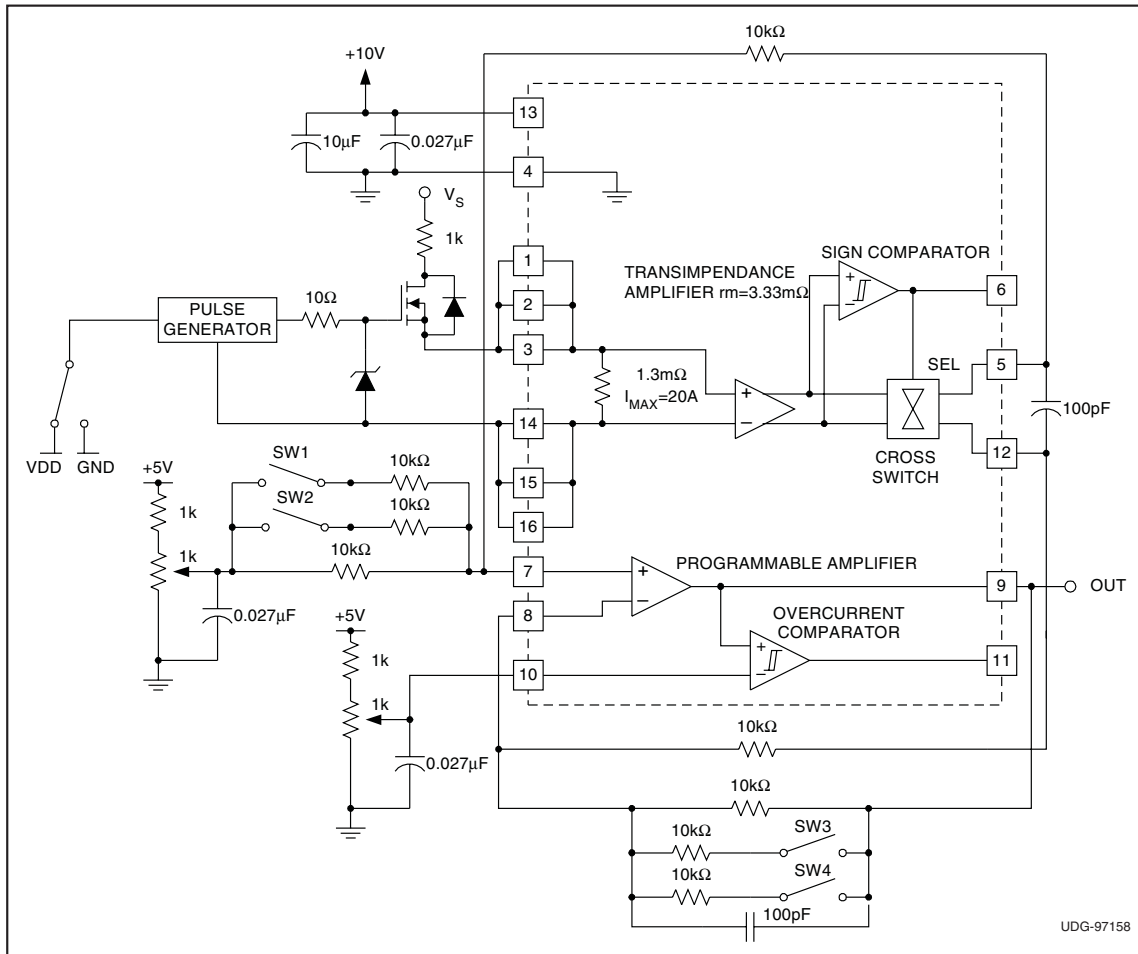 10kΩ
+10V
13
10µF
0.027µF
4
VS
1k
1
SIGN COMPARATOR
TRANSIMPENDANCE
AMPLIFIER rm=3.33mΩ
+
−
2
6
PULSE
GENERATOR
10Ω
3
SEL
5
1.3mΩ
IMAX=20A
+
−
100pF
14
CROSS
SWITCH
12
VDD
GND
+5V
SW1
10kΩ
15
SW2
10kΩ
1k
16
10kΩ
1k
7
PROGRAMMABLE AMPLIFIER
+
−
9
OUT
0.027µF
8
+5V
OVERCURRENT
COMPARATOR
1k
+
−
10
11
1k
0.027µF
10kΩ
10kΩ
10kΩ
SW3
10kΩ
SW4
100pF
UDG-97158